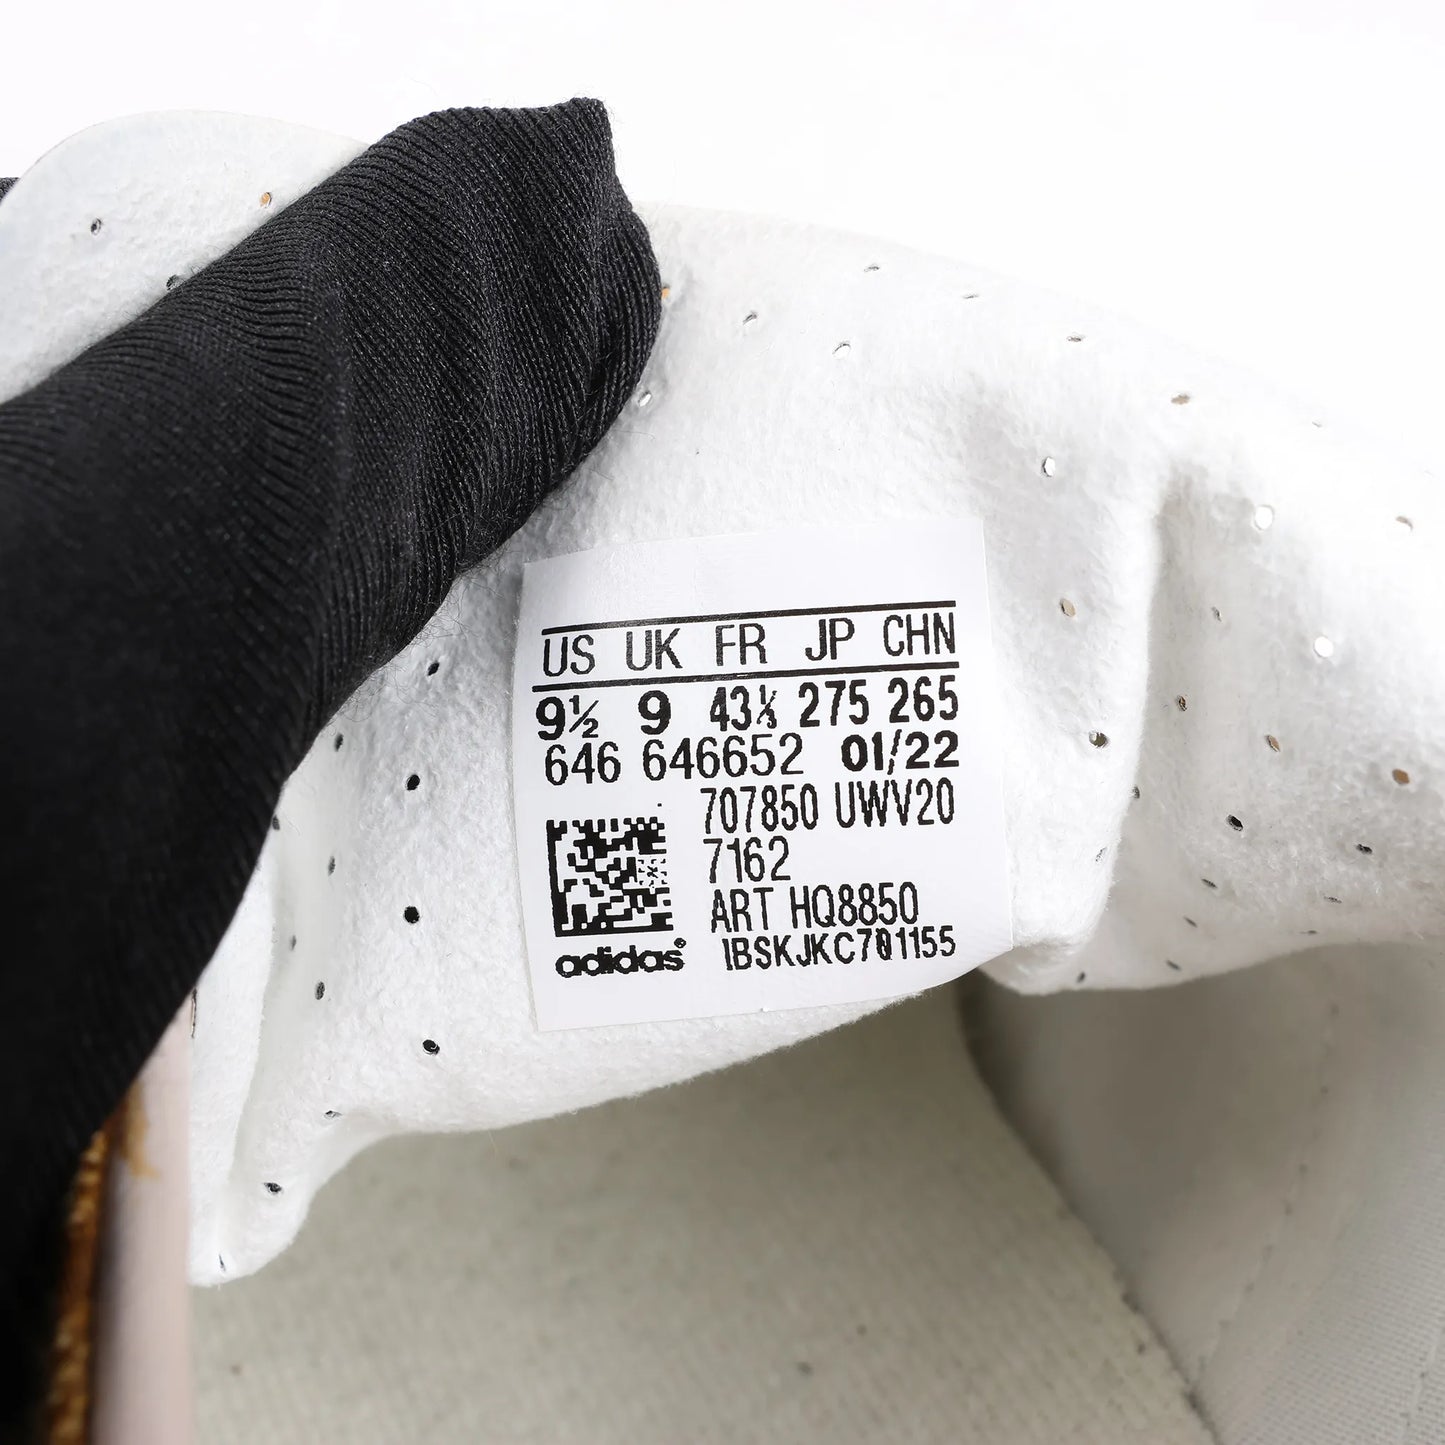 US UK FR JP CHN
9½ 9 43⅓ 275 265
646 646652 01/22
707850 UWV20
7162
ART HQ8850
adidas® IBSKJKC701155